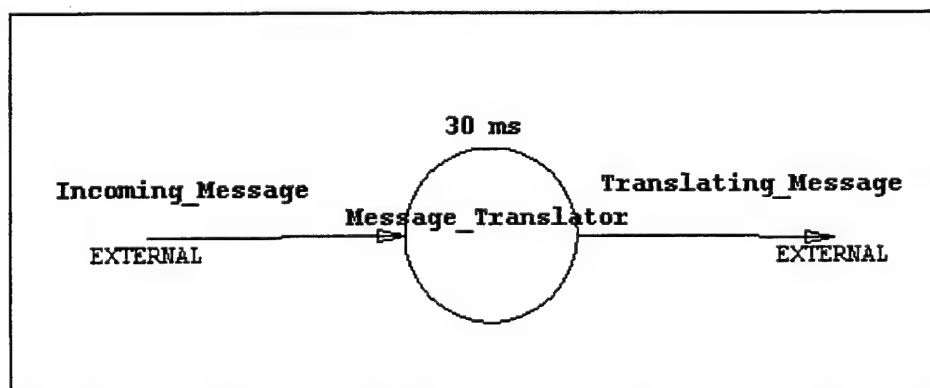 30 ms
Incoming_Message
Translating_Message
Message_Translator
EXTERNAL
EXTERNAL